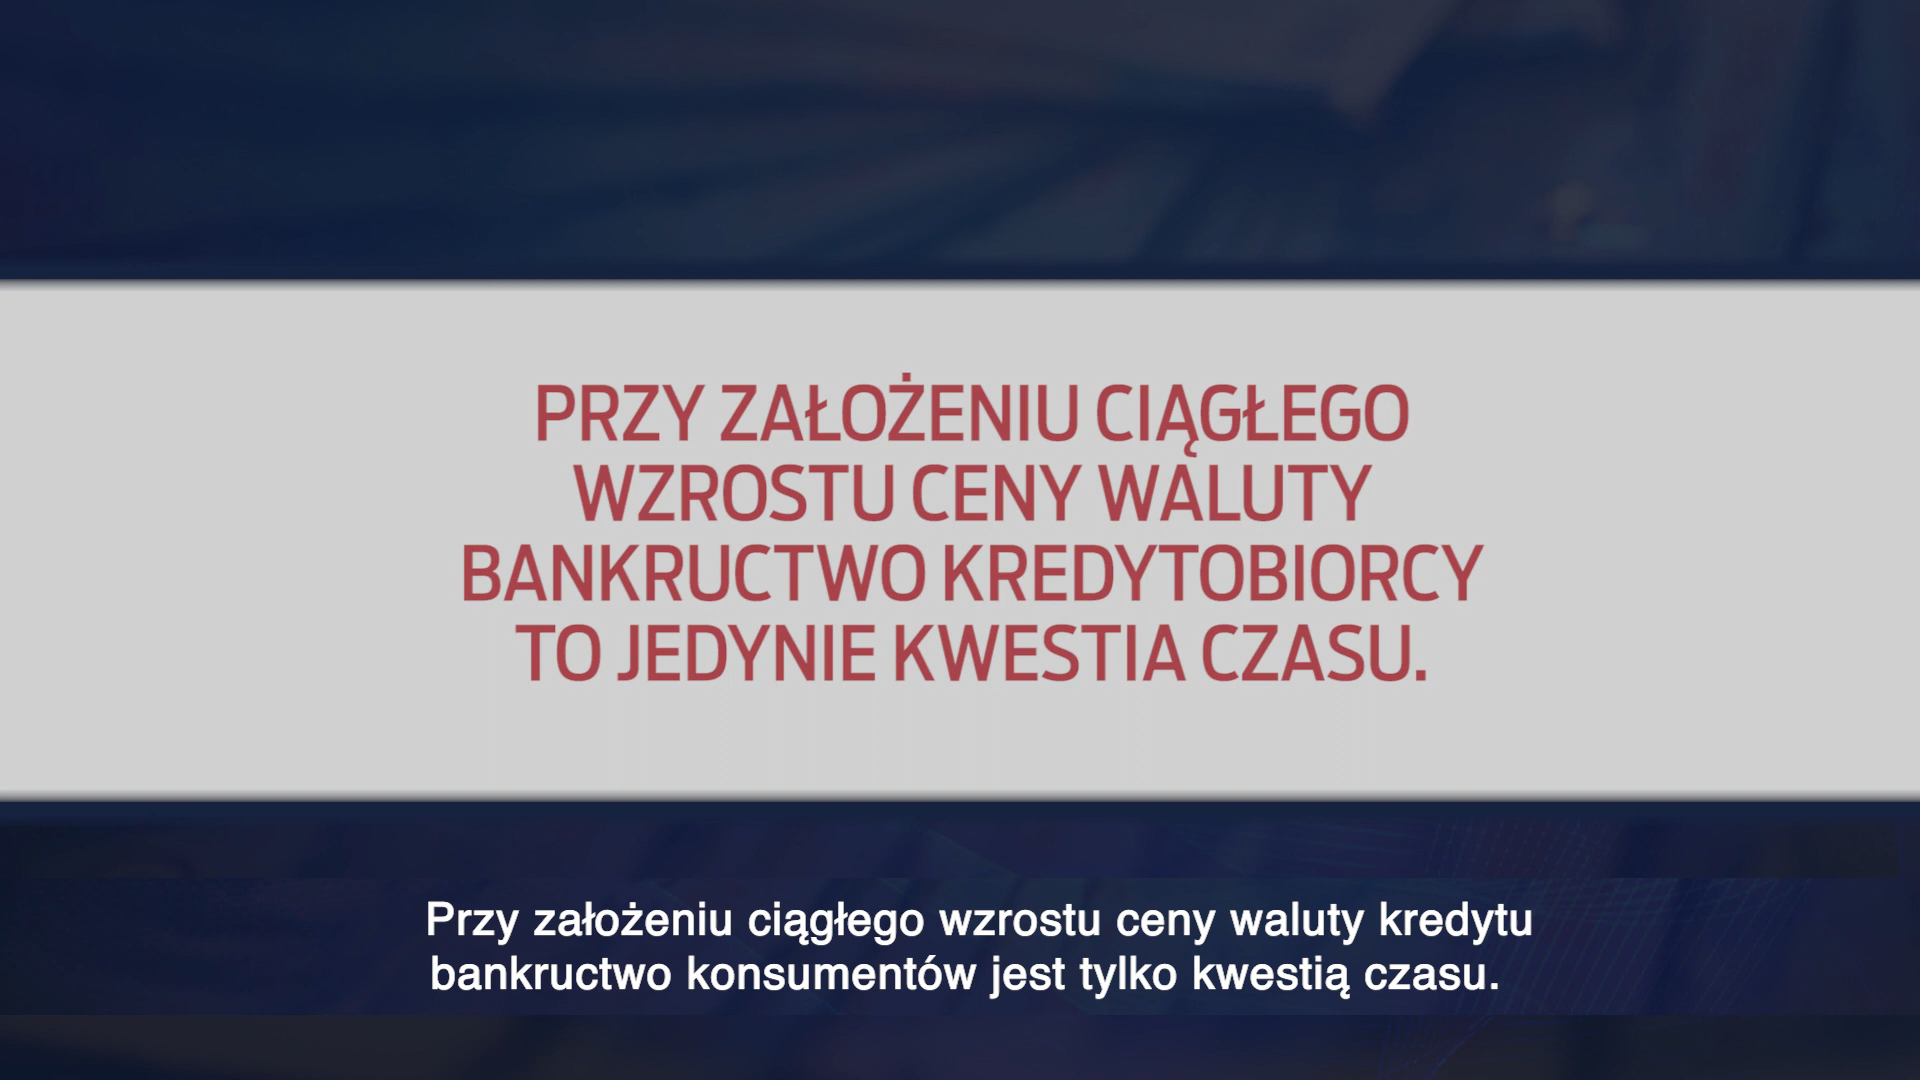 PRZY ZAŁOŻENIU CIĄGŁEGO
WZROSTU CENY WALUTY
BANKRUCTWO KREDYTOBIORCY
TO JEDYNIE KWESTIA CZASU.
Przy założeniu ciągłego wzrostu ceny waluty kredytu
bankructwo konsumentów jest tylko kwestią czasu.